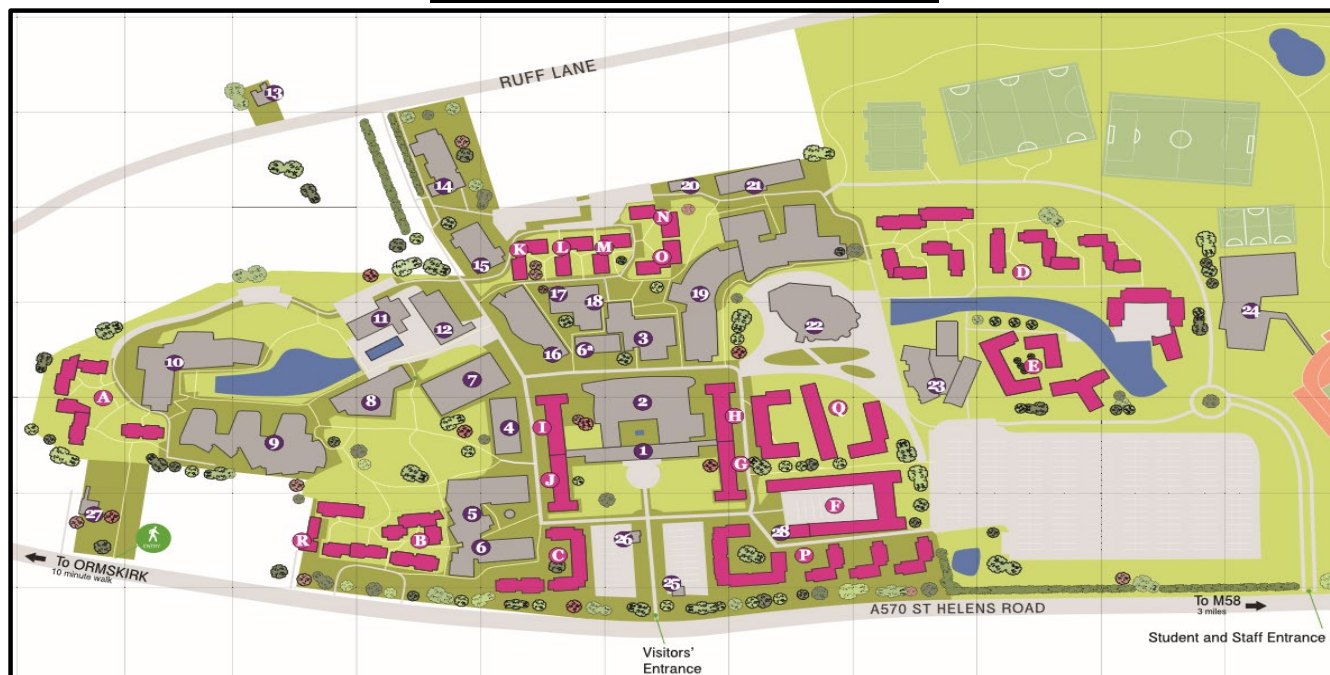 RUFF LANE
13
14
20
21
N
K
L
M
O
15
D
17
18
19
11
12
22
24
16
6a
3
10
E
23
7
A
8
2
4
H
Q
I
9
1
J
G
5
F
27
ENTRY
R
B
6
26
28
C
P
25
To ORMSKIRK
10 minute walk
A570 ST HELENS ROAD
To M58
3 miles
Visitors'
Entrance
Student and Staff Entrance